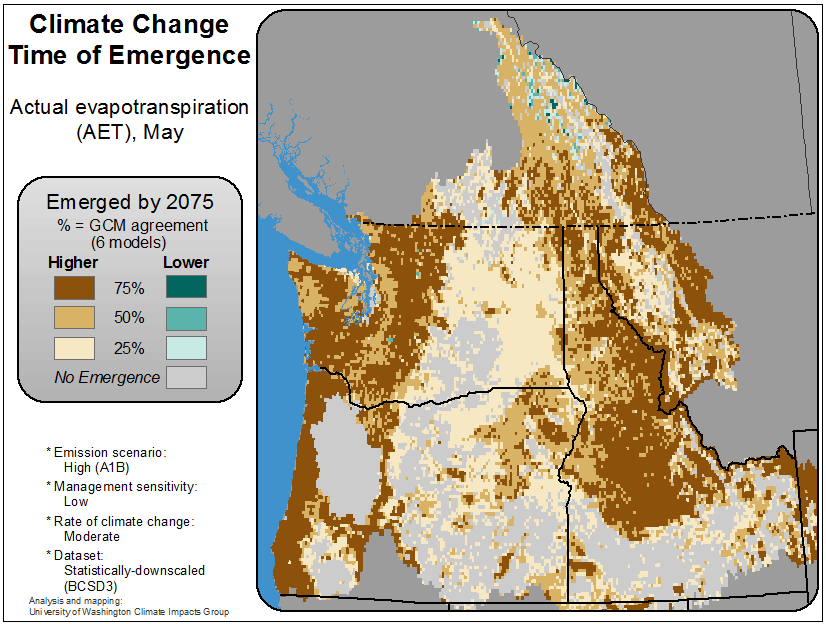 Climate Change
Time of Emergence
Actual evapotranspiration
(AET), May
Emerged by 2075
% = GCM agreement
(6 models)
Higher Lower
75%
50%
25%
No Emergence
* Emission scenario:
High (A1B)
* Management sensitivity:
Low
* Rate of climate change:
Moderate
* Dataset:
Statistically-downscaled
(BCSD3)
Analysis and mapping:
University of Washington Climate Impacts Group